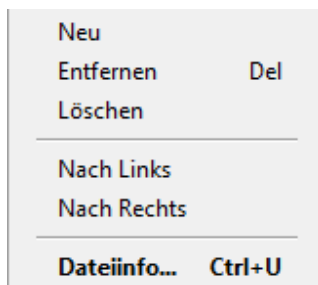 Neu
Entfernen Del
Löschen
Nach Links
Nach Rechts
Dateiinfo... Ctrl+U